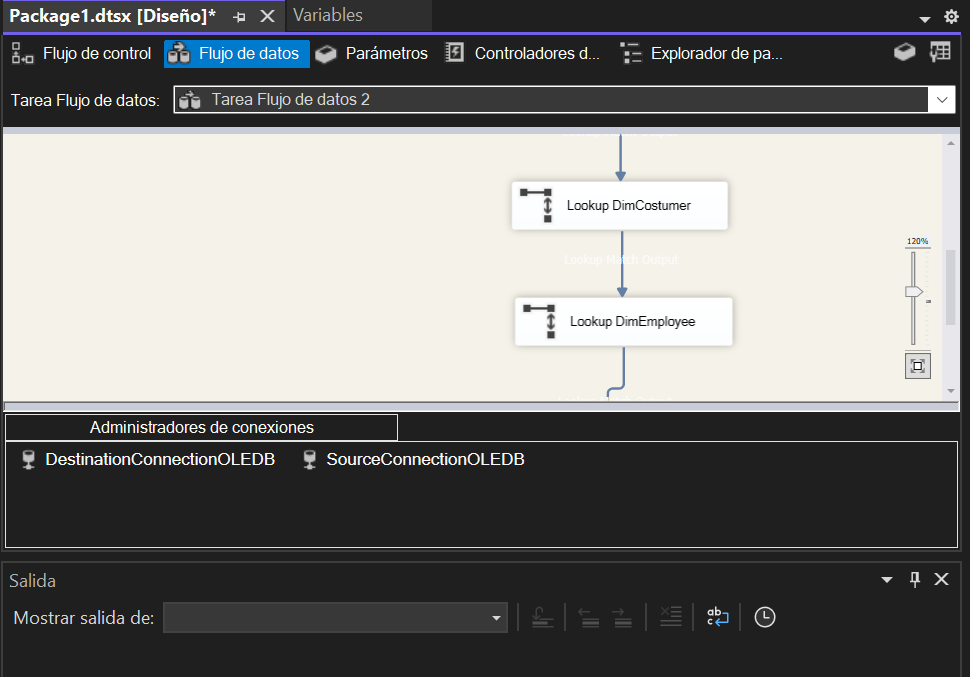 Package1.dtsx [Diseño]* Variables
Flujo de control Flujo de datos Parámetros Controladores d... Explorador de pa...
Tarea Flujo de datos: Tarea Flujo de datos 2
Lookup DimCostumer
120%
Lookup Match Output
Lookup DimEmployee
Administradores de conexiones
DestinationConnectionOLEDB SourceConnectionOLEDB
Salida
Mostrar salida de: